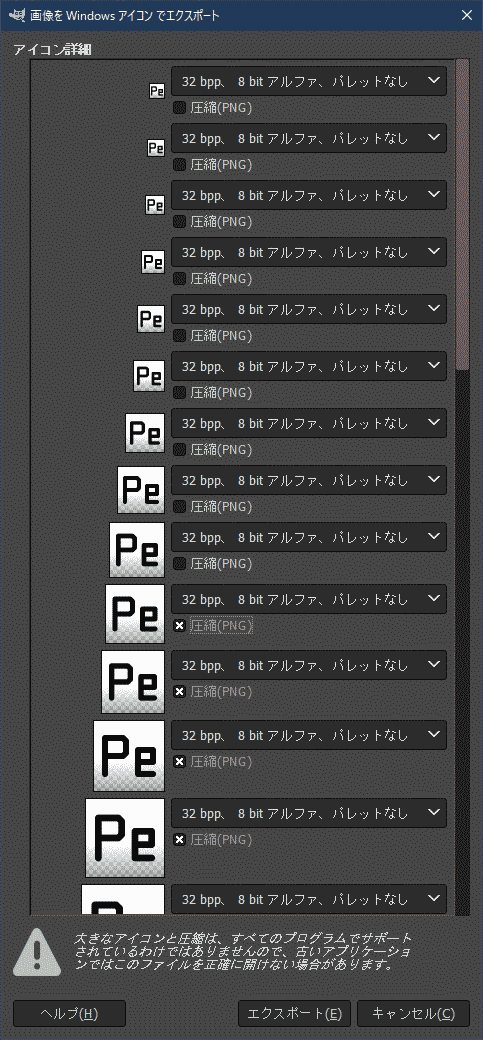 画像を Windows アイコン でエクスポート
アイコン詳細
Pe
32 bpp、 8 bit アルファ、パレットなし
圧縮(PNG)
Pe
32 bpp、 8 bit アルファ、パレットなし
圧縮(PNG)
Pe
32 bpp、 8 bit アルファ、パレットなし
圧縮(PNG)
Pe
32 bpp、 8 bit アルファ、パレットなし
圧縮(PNG)
Pe
32 bpp、 8 bit アルファ、パレットなし
圧縮(PNG)
Pe
32 bpp、 8 bit アルファ、パレットなし
圧縮(PNG)
Pe
32 bpp、 8 bit アルファ、パレットなし
圧縮(PNG)
Pe
32 bpp、 8 bit アルファ、パレットなし
圧縮(PNG)
Pe
32 bpp、 8 bit アルファ、パレットなし
圧縮(PNG)
Pe
32 bpp、 8 bit アルファ、パレットなし
圧縮(PNG)
Pe
32 bpp、 8 bit アルファ、パレットなし
圧縮(PNG)
Pe
32 bpp、 8 bit アルファ、パレットなし
圧縮(PNG)
Pe
32 bpp、 8 bit アルファ、パレットなし
圧縮(PNG)
32 bpp、 8 bit アルファ、パレットなし
大きなアイコンと圧縮は、すべてのプログラムでサポート
されているわけではありませんので、古いアプリケーショ
ンではこのファイルを正確に開けない場合があります。
ヘルプ(H)
エクスポート(E)
キャンセル(C)